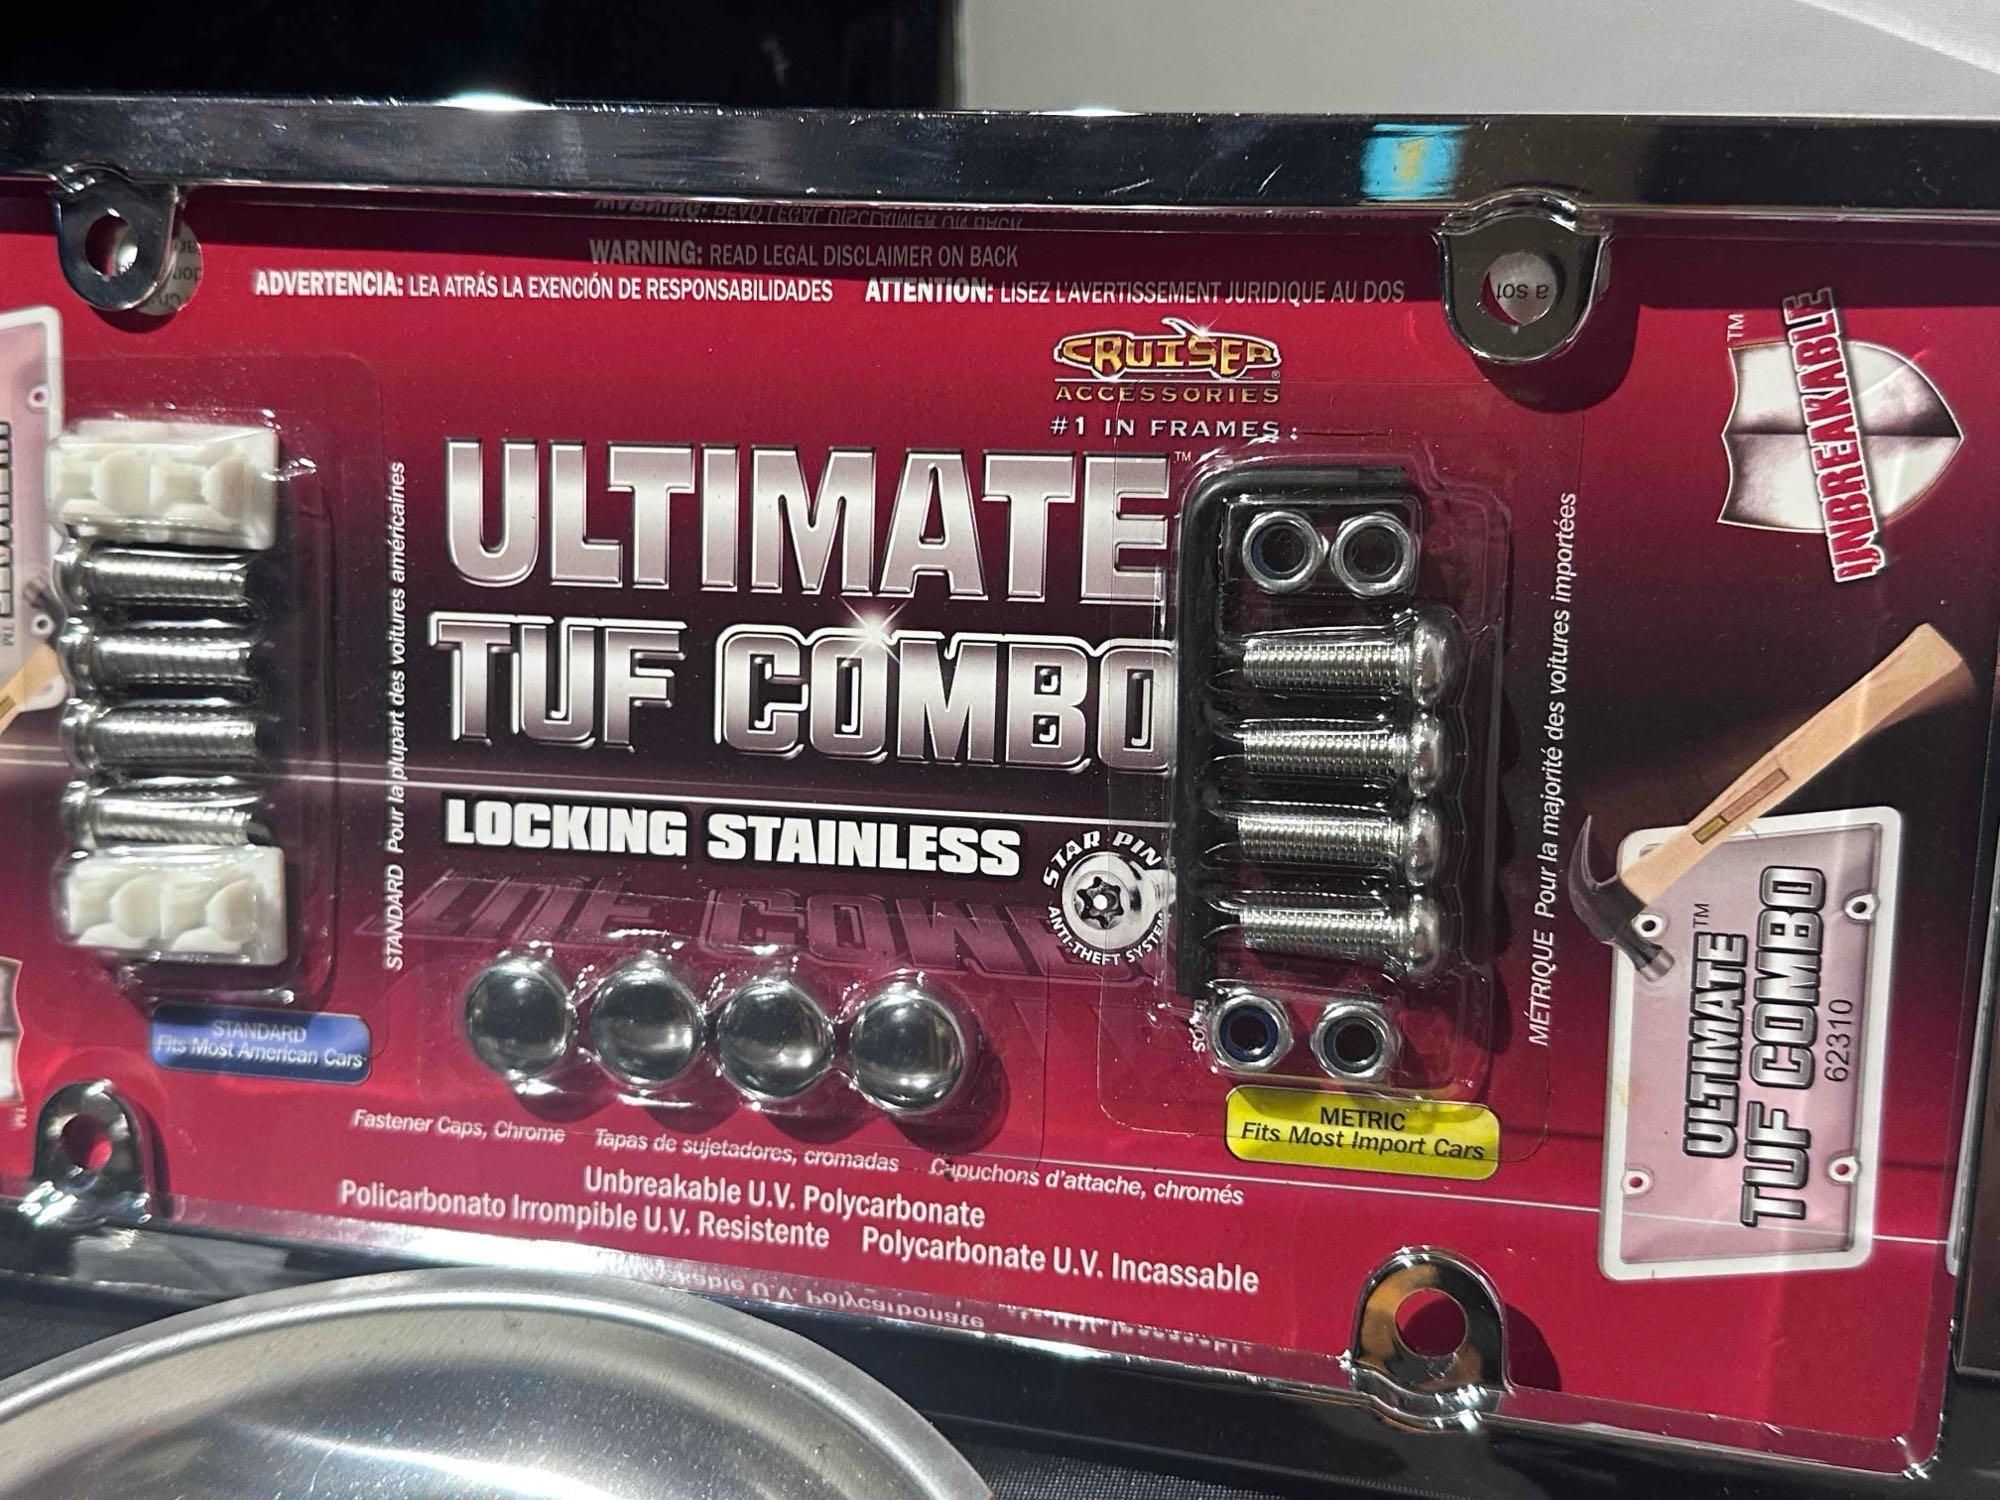 WARNING: READ LEGAL DISCLAIMER ON BACK
ADVERTENCIA: LEA ATRÁS LA EXENCIÓN DE RESPONSABILIDADES
ATTENTION: LISEZ L'AVERTISSEMENT JURIDIQUE AU DOS
CRUISER®
ACCESSORIES
#1 IN FRAMES
ULTIMATE™
TUF COMBO
LOCKING STAINLESS
STAR PIN
ANTI-THEFT SYSTEM
STANDARD Pour la plupart des voitures américaines
STANDARD
Fits Most American Cars
MÉTRIQUE Pour la majorité des voitures importées
METRIC
Fits Most Import Cars
Fastener Caps, Chrome
Tapas de sujetadores, cromadas
Capuchons d'attache, chromés
Unbreakable U.V. Polycarbonate
Policarbonato Irrompible U.V. Resistente
Polycarbonate U.V. Incassable
UNBREAKABLE
TM
ULTIMATE™
TUF COMBO
62310